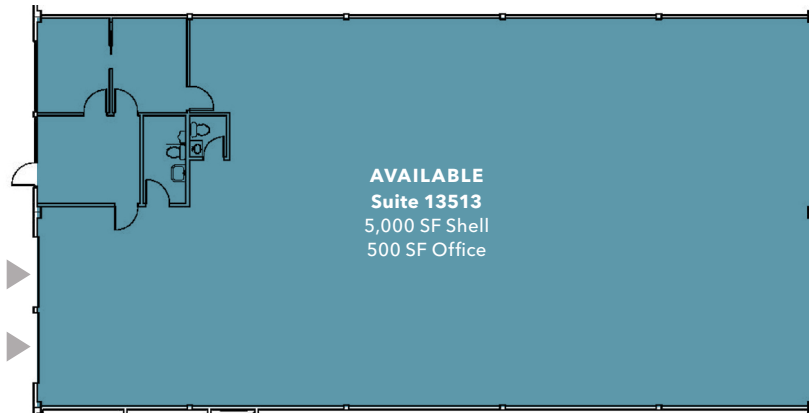 AVAILABLE
Suite 13513
5,000 SF Shell
500 SF Office